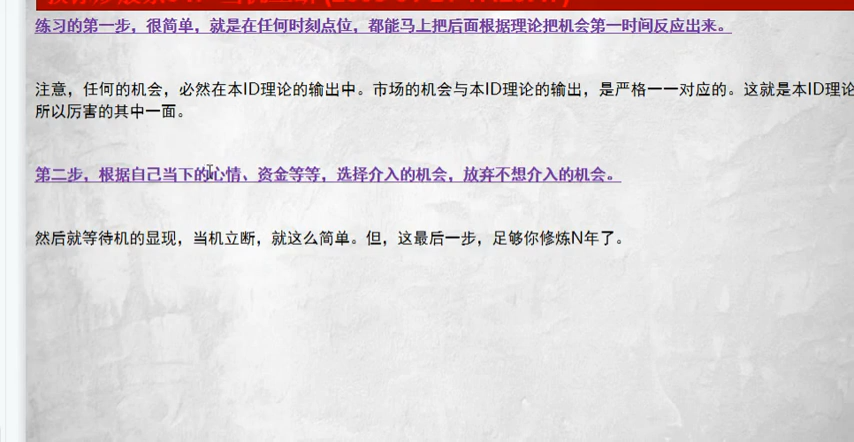 练习的第一步，很简单，就是在任何时刻点位，都能马上把后面根据理论把机会第一时间反应出来。
注意，任何的机会，必然在本ID理论的输出中。市场的机会与本ID理论的输出，是严格一一对应的。这就是本ID理论
所以厉害的其中一面。
第二步，根据自己当下的心情、资金等等，选择介入的机会，放弃不想介入的机会。
然后就等待机的显现，当机立断，就这么简单。但，这最后一步，足够你修炼N年了。